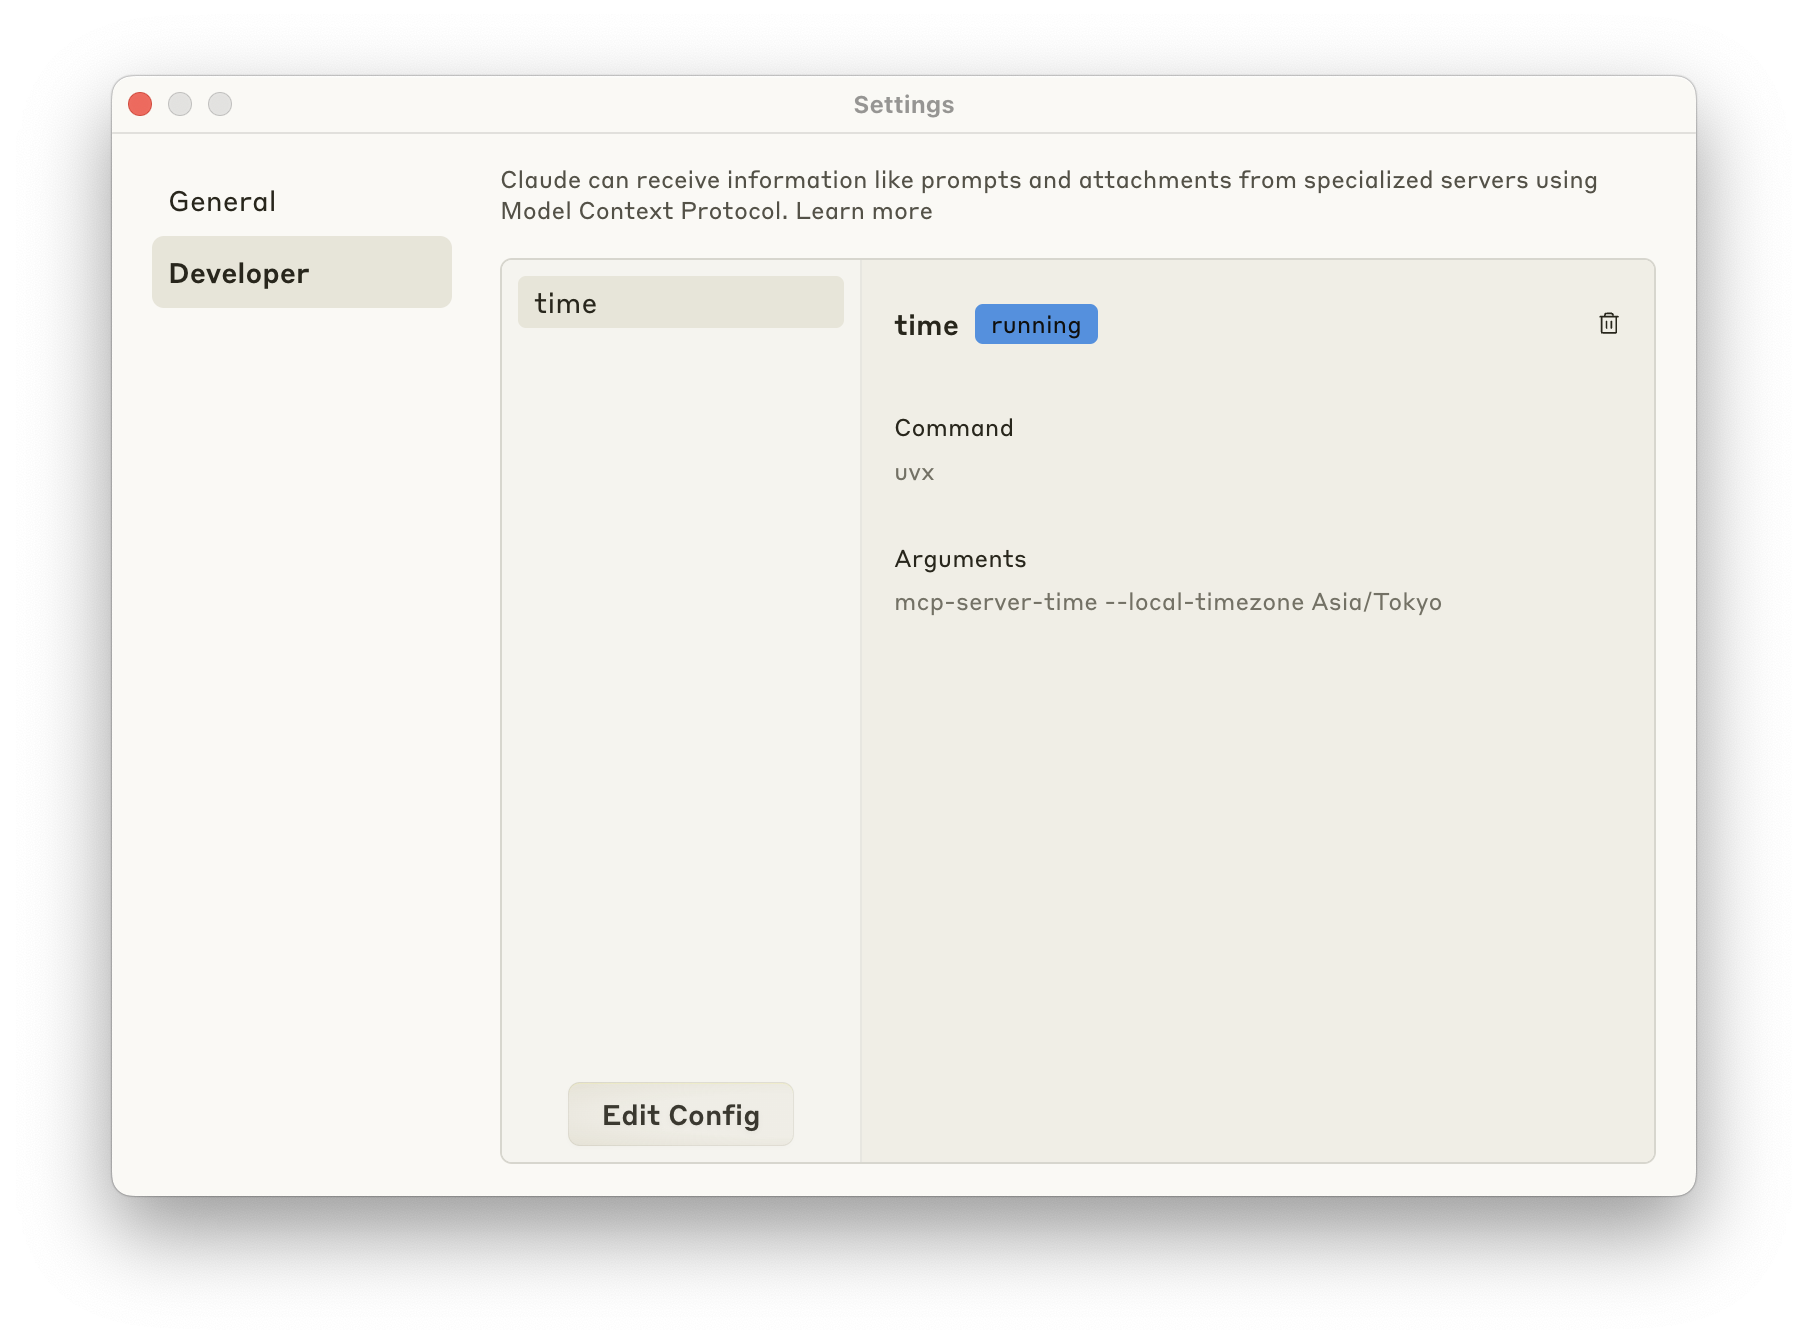 Settings
General
Developer
Claude can receive information like prompts and attachments from specialized servers using
Model Context Protocol. Learn more
time
Edit Config
time running
Command
uvx
Arguments
mcp-server-time --local-timezone Asia/Tokyo